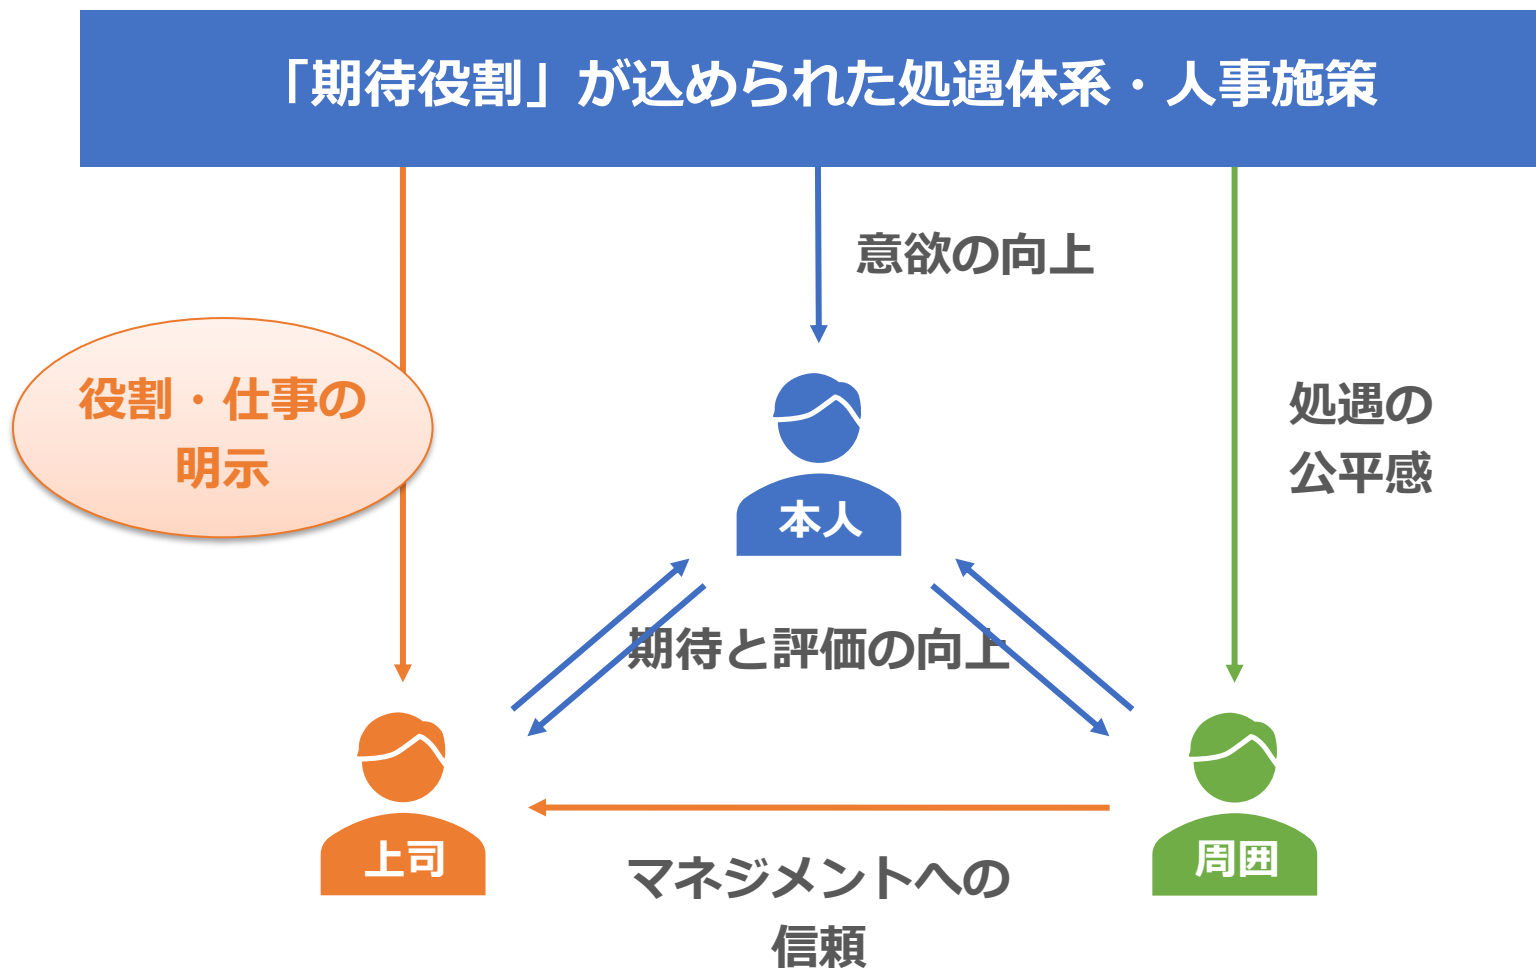 「期待役割」が込められた処遇体系・人事施策
意欲の向上
役割・仕事の
明示
処遇の
公平感
本人
期待と評価の向上
上司
周囲
マネジメントへの
信頼